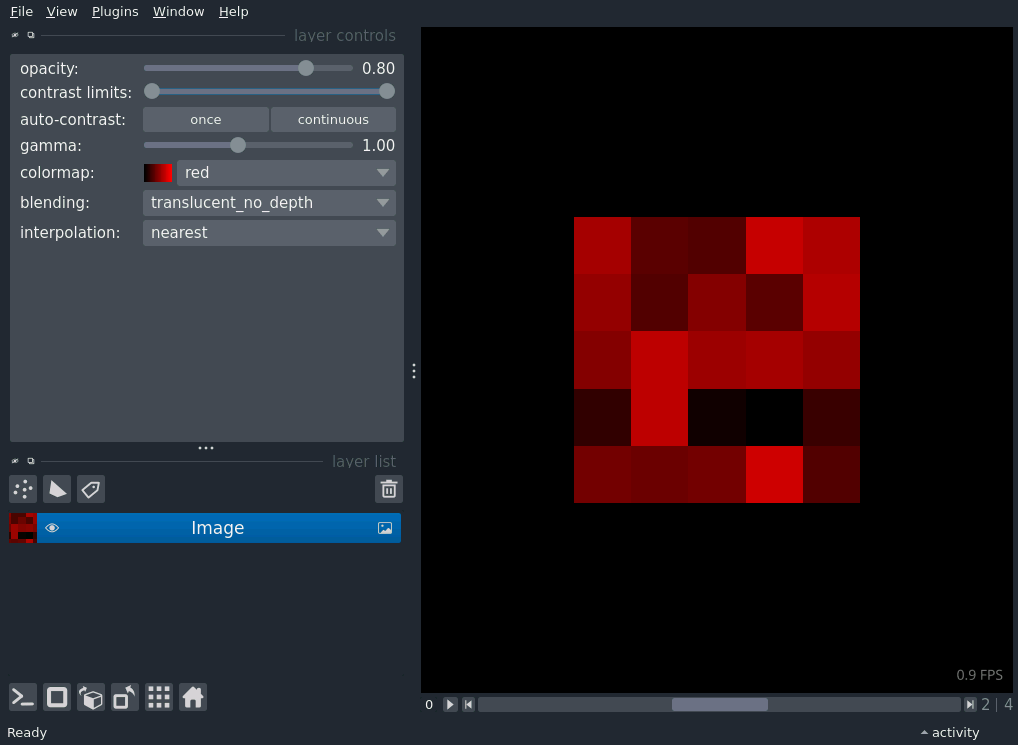 File View Plugins Window Help
layer controls
opacity: 0.80
contrast limits:
auto-contrast: once continuous
gamma: 1.00
colormap: red
blending: translucent_no_depth
interpolation: nearest
layer list
Image
0.9 FPS
0 2 | 4
Ready activity